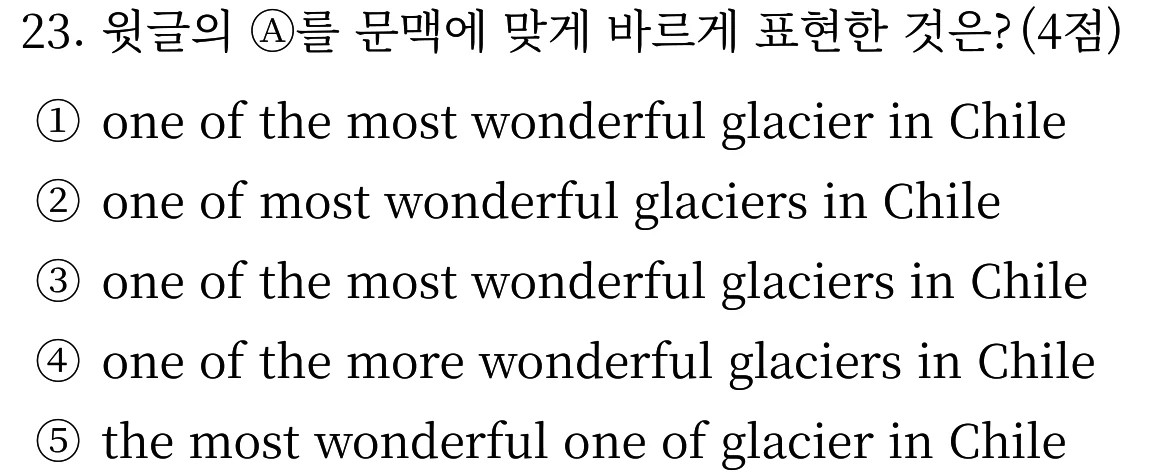 23. 윗글의 Ⓐ를 문맥에 맞게 바르게 표현한 것은?(4점)
① one of the most wonderful glacier in Chile
② one of most wonderful glaciers in Chile
③ one of the most wonderful glaciers in Chile
④ one of the more wonderful glaciers in Chile
⑤ the most wonderful one of glacier in Chile